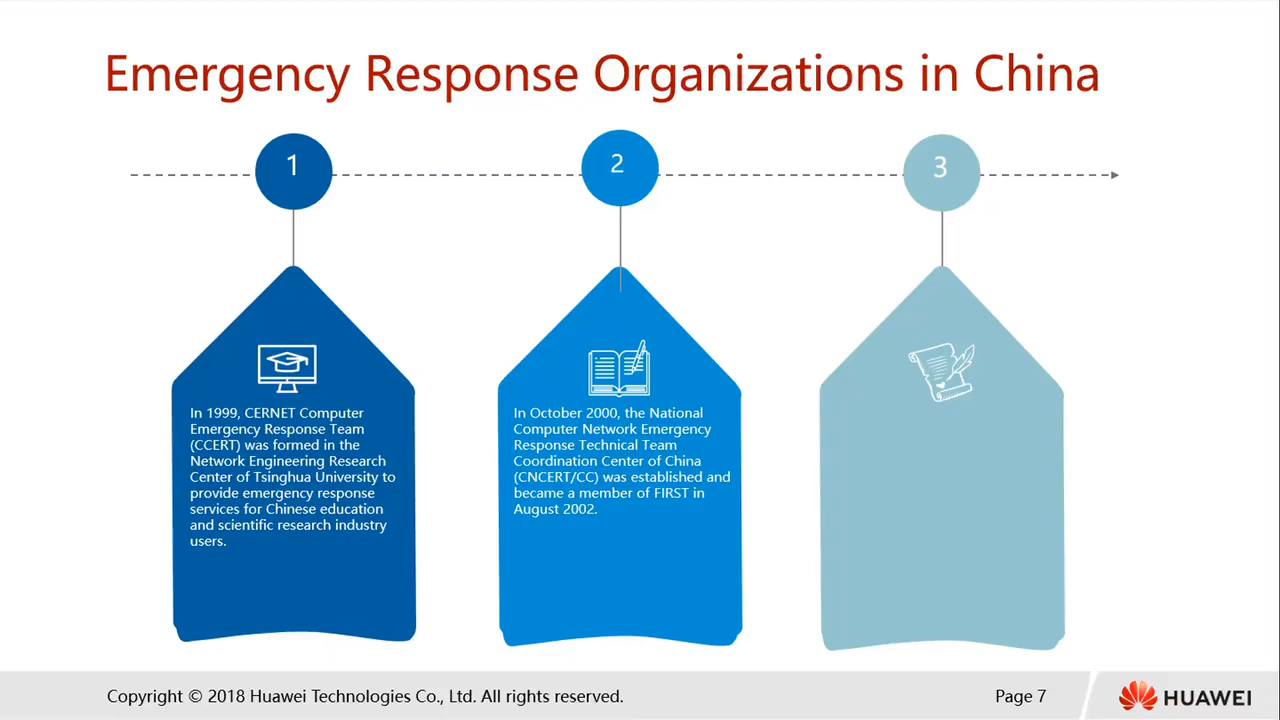 Emergency Response Organizations in China
1
2
3
In 1999, CERNET Computer
Emergency Response Team
(CCERT) was formed in the
Network Engineering Research
Center of Tsinghua University to
provide emergency response
services for Chinese education
and scientific research industry
users.
In October 2000, the National
Computer Network Emergency
Response Technical Team
Coordination Center of China
(CNCERT/CC) was established and
became a member of FIRST in
August 2002.
Copyright © 2018 Huawei Technologies Co., Ltd. All rights reserved.
Page 7
HUAWEI